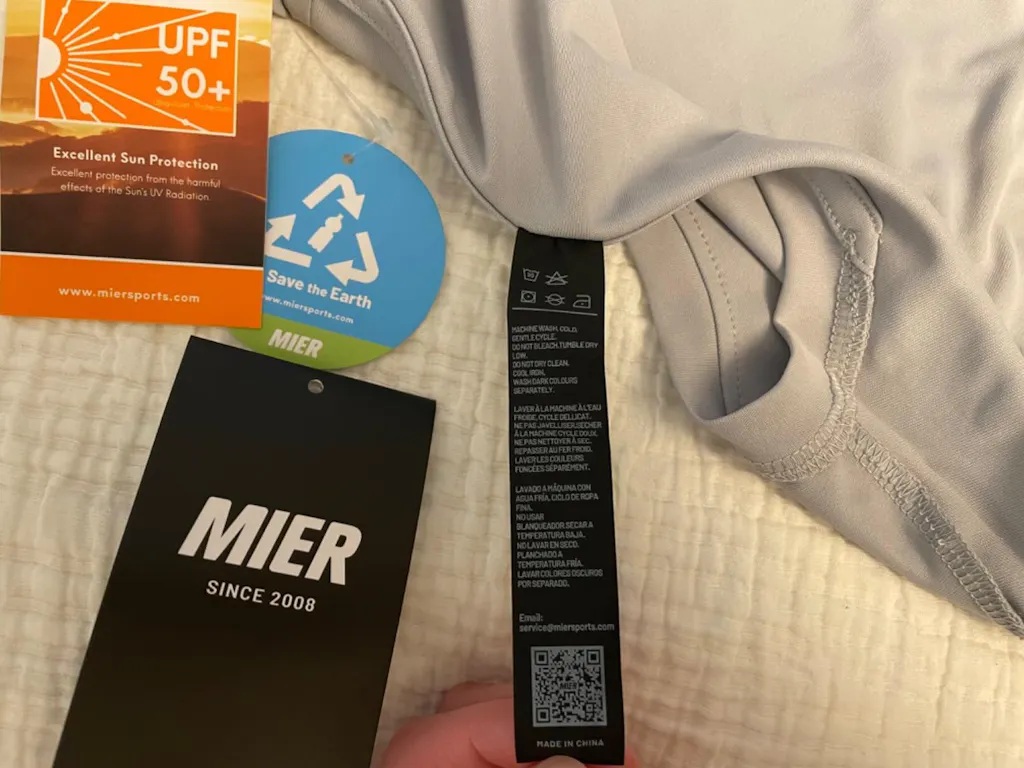 UPF
50+
Excellent Sun Protection
Excellent protection from the harmful
effects of the Sun's UV Radiation.
www.miersports.com
Save the Earth
www.miersports.com
MIER
MIER
SINCE 2008
MACHINE WASH, COLD,
GENTLE CYCLE.
DO NOT BLEACH.TUMBLE DRY
LOW.
DO NOT DRY CLEAN.
COOL IRON.
WASH DARK COLOURS
SEPARATELY.
LAVER À LA MACHINE À L'EAU
FROIDE, CYCLE DELLICAT.
NE PAS JAVELLISER.SÉCHER
À LA MACHINE CYCLE DOUX.
NE PAS NETTOYER À SEC.
REPASSER AU FER FROID.
LAVER LES COULEURS
FONCÉES SÉPARÉMENT.
LAVADO A MÁQUINA CON
AGUA FRÍA, CICLO DE ROPA
FINA.
NO USAR
BLANQUEADOR.SECAR A
TEMPERATURA BAJA.
NO LAVAR EN SECO.
PLANCHADO A
TEMPERATURA FRÍA.
LAVAR COLORES OSCUROS
POR SEPARADO.
Email:
service@miersports.com
MIER
MADE IN CHINA